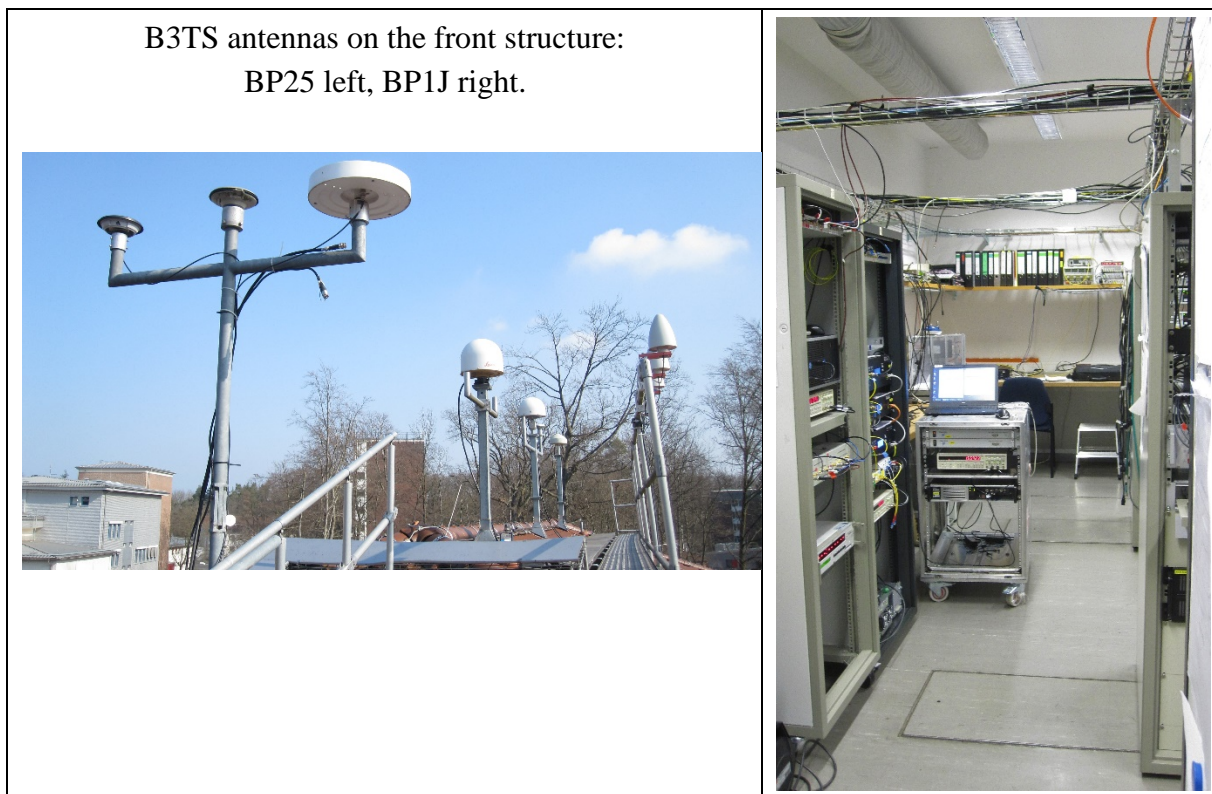 B3TS antennas on the front structure:
BP25 left, BP1J right.